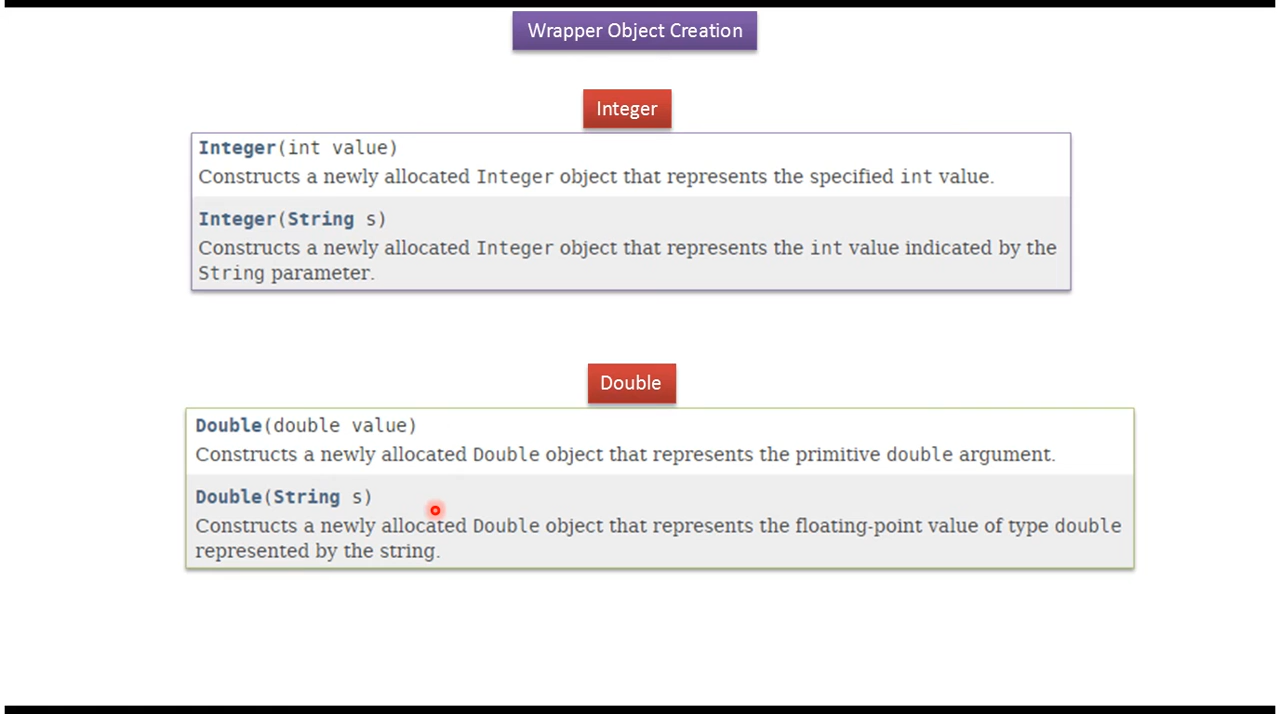 Wrapper Object Creation
Integer
Integer(int value)
Constructs a newly allocated Integer object that represents the specified int value.
Integer(String s)
Constructs a newly allocated Integer object that represents the int value indicated by the
String parameter.
Double
Double(double value)
Constructs a newly allocated Double object that represents the primitive double argument.
Double(String s)
Constructs a newly allocated Double object that represents the floating-point value of type double
represented by the string.